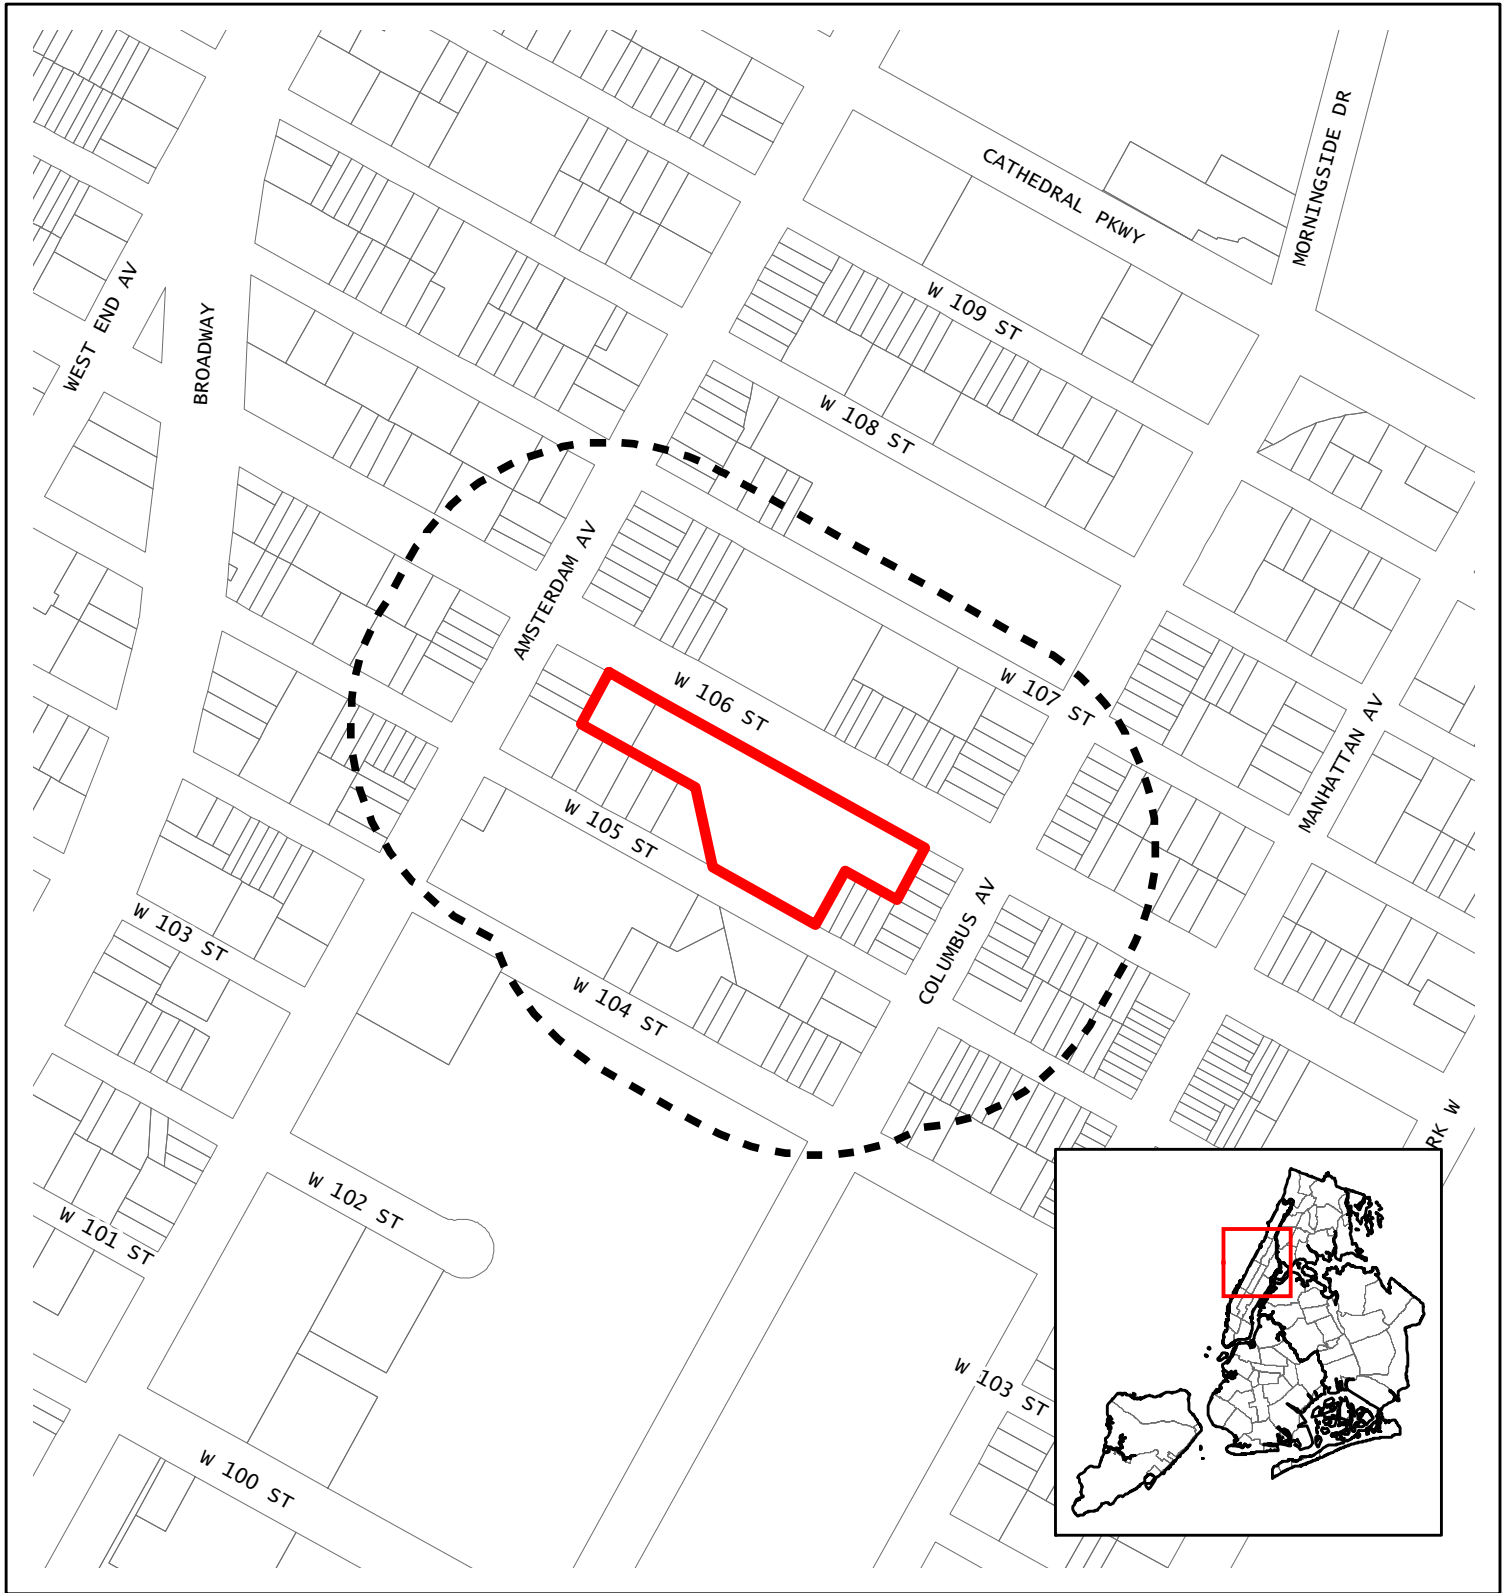 MORNINGSIDE DR
CATHEDRAL PKWY
WEST END AV
BROADWAY
W 109 ST
W 108 ST
AMSTERDAM AV
W 107 ST
W 106 ST
MANHATTAN AV
W 105 ST
COLUMBUS AV
W 103 ST
W 104 ST
RK W
W 102 ST
W 101 ST
W 103 ST
W 100 ST